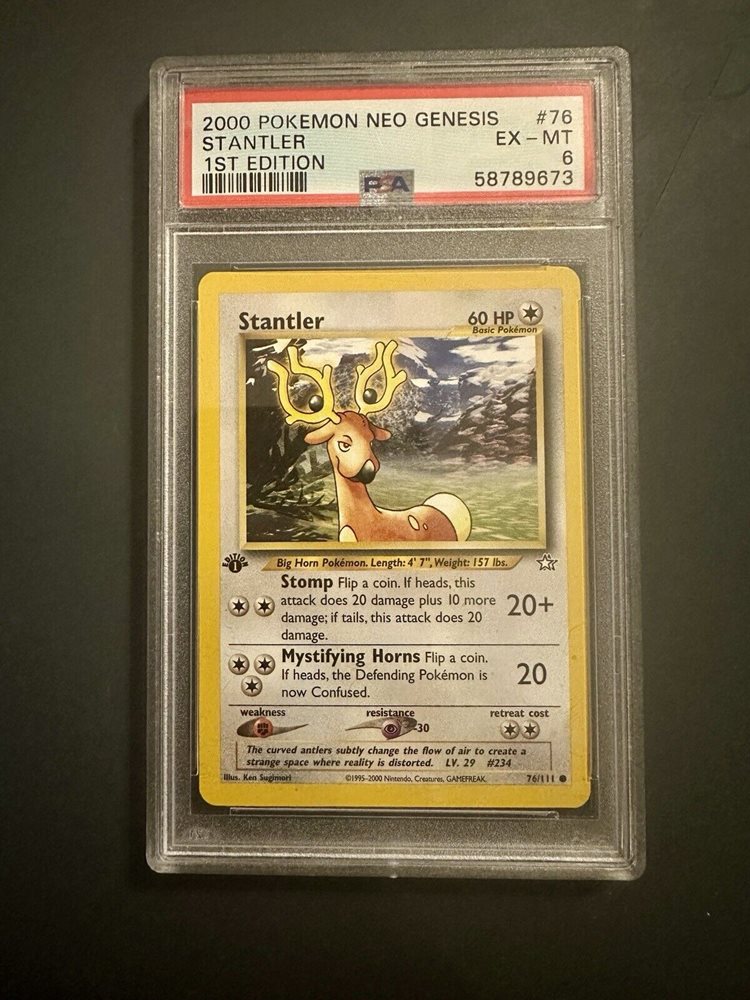 2000 POKEMON NEO GENESIS #76
STANTLER EX - MT
1ST EDITION 6
PSA 58789673
Stantler 60 HP
Basic Pokémon
EDITION
1
Big Horn Pokémon. Length: 4' 7", Weight: 157 lbs.
Stomp Flip a coin. If heads, this
attack does 20 damage plus 10 more 20+
damage; if tails, this attack does 20
damage.
Mystifying Horns Flip a coin.
If heads, the Defending Pokémon is 20
now Confused.
weakness resistance retreat cost
-30
The curved antlers subtly change the flow of air to create a
strange space where reality is distorted. LV. 29 #234
Illus. Ken Sugimori ©1995-2000 Nintendo, Creatures, GAMEFREAK. 76/111